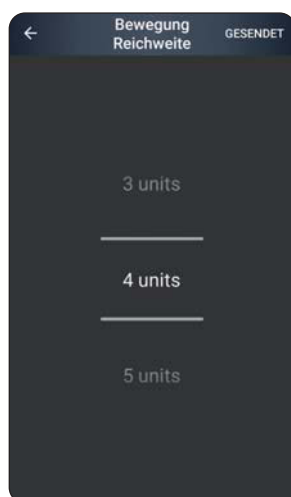 Bewegung
Reichweite
GESENDET
3 units
4 units
5 units